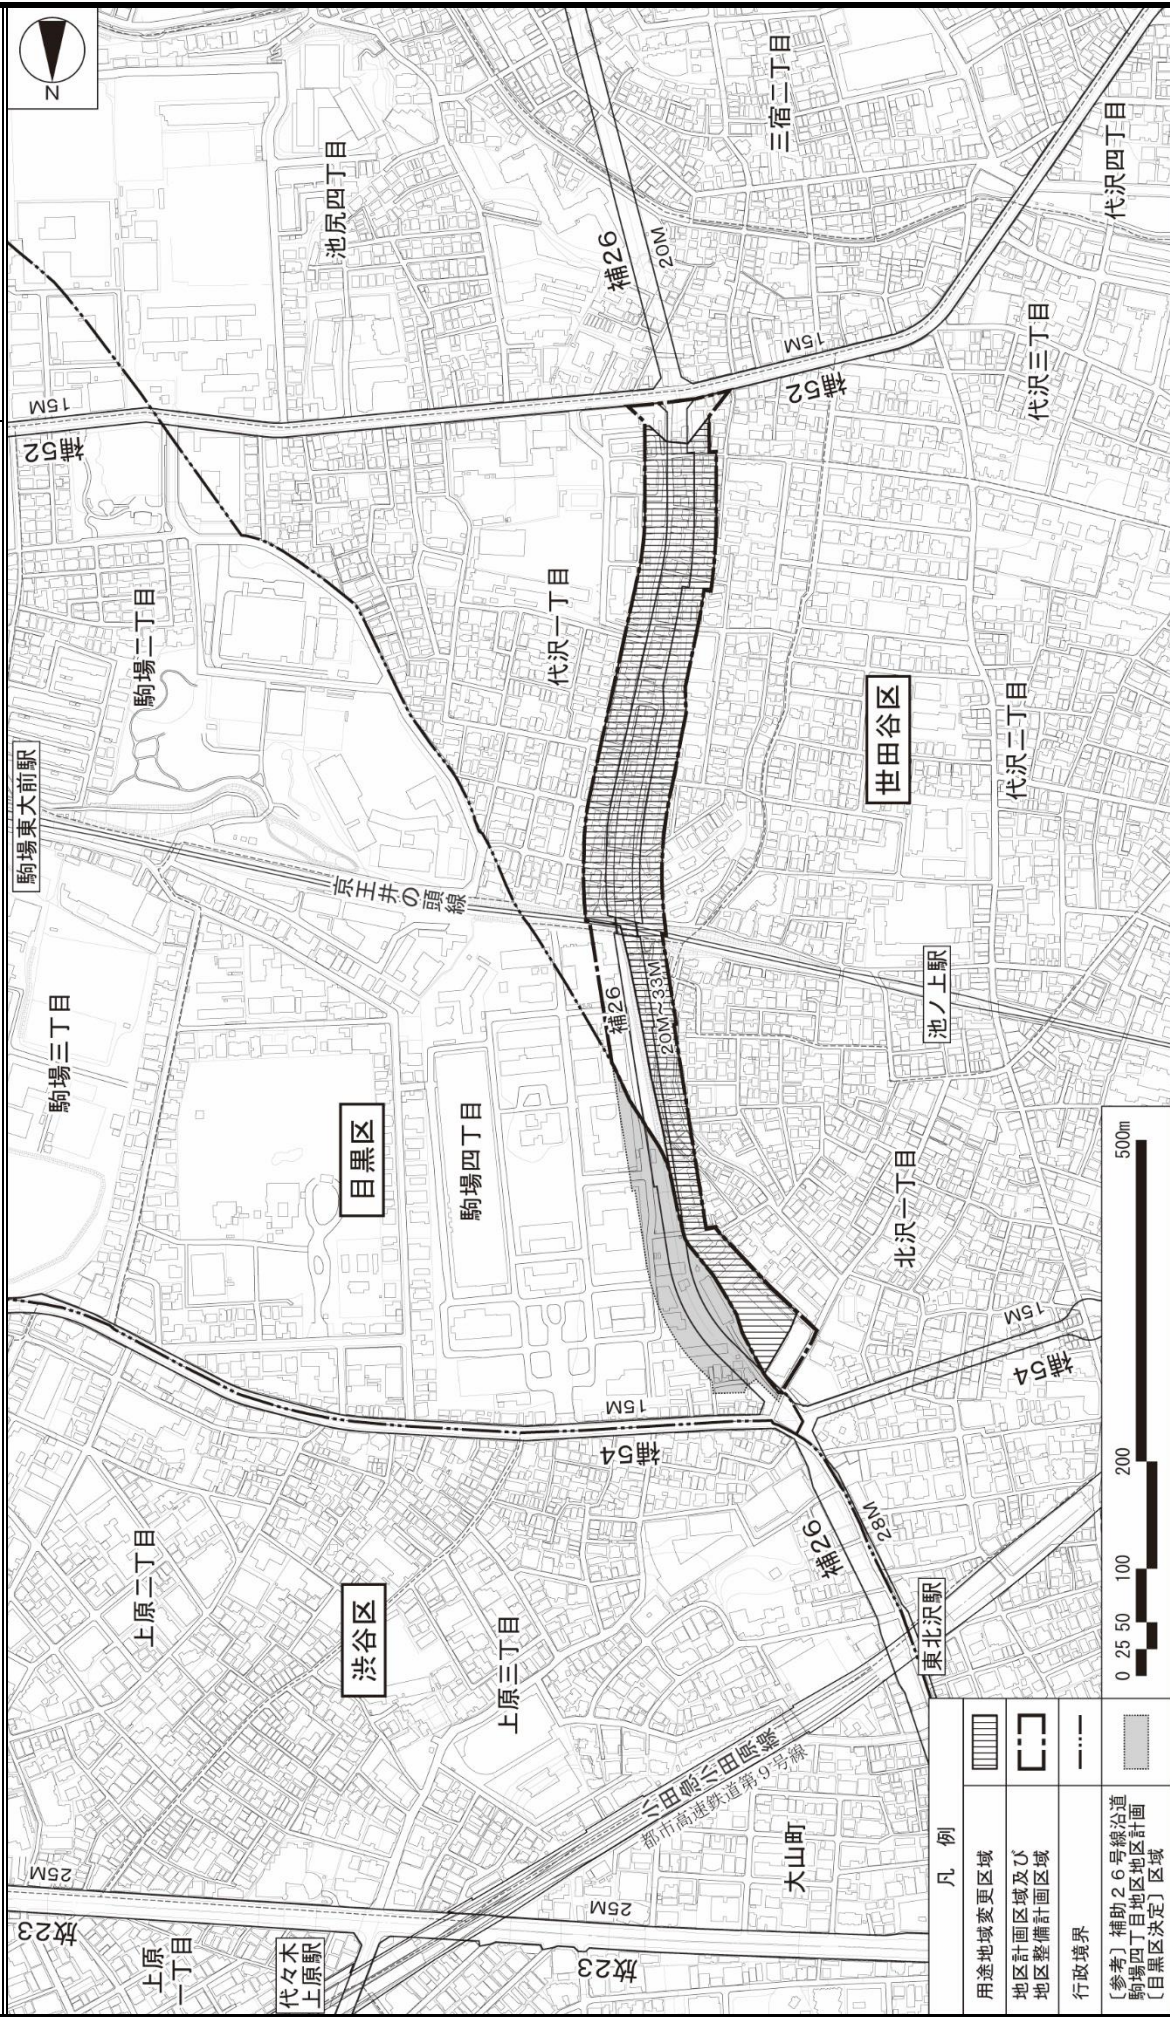 N
池尻四丁目
三宿二丁目
代沢四丁目
補26
20M
15M
補52
15M
補52
代沢三丁目
駒場二丁目
代沢一丁目
世田谷区
代沢二丁目
駒場東大前駅
京王井の頭線
駒場三丁目
目黒区
駒場四丁目
補26
20M~33M
池ノ上駅
北沢一丁目
15M
補54
15M
補54
上原二丁目
渋谷区
上原三丁目
補26
28M
東北沢駅
小田急小田原線
都市高速鉄道第9号線
大山町
25M
放23
25M
放23
上原
一丁目
代々木
上原駅
0 25 50 100 200 500m
凡 例
用途地域変更区域
地区計画区域及び
地区整備計画区域
行政境界
〔参考〕補助26号線沿道
駒場四丁目地区地区計画
〔目黒区決定〕区域